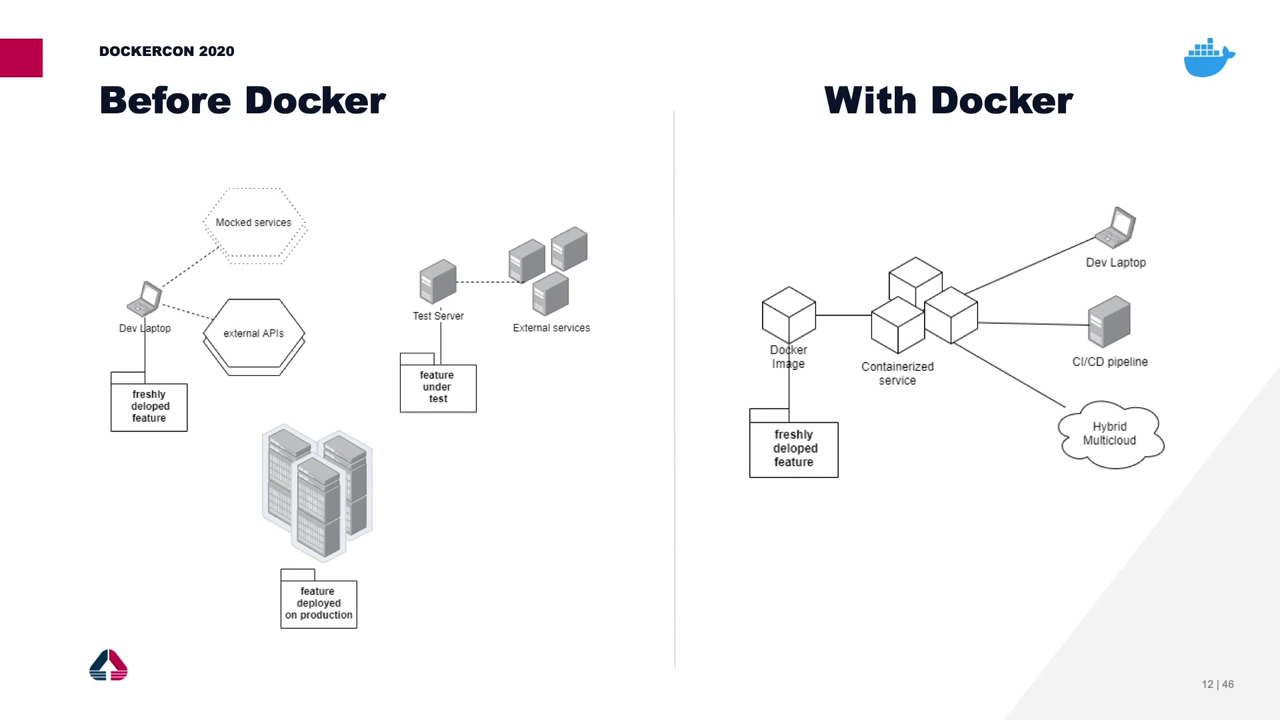 DOCKERCON 2020
Before Docker
With Docker
Mocked services
Dev Laptop
external APIs
freshly
deloped
feature
Test Server
External services
feature
under
test
feature
deployed
on production
Docker
Image
Containerized
service
freshly
deloped
feature
Dev Laptop
CI/CD pipeline
Hybrid
Multicloud
12 | 46